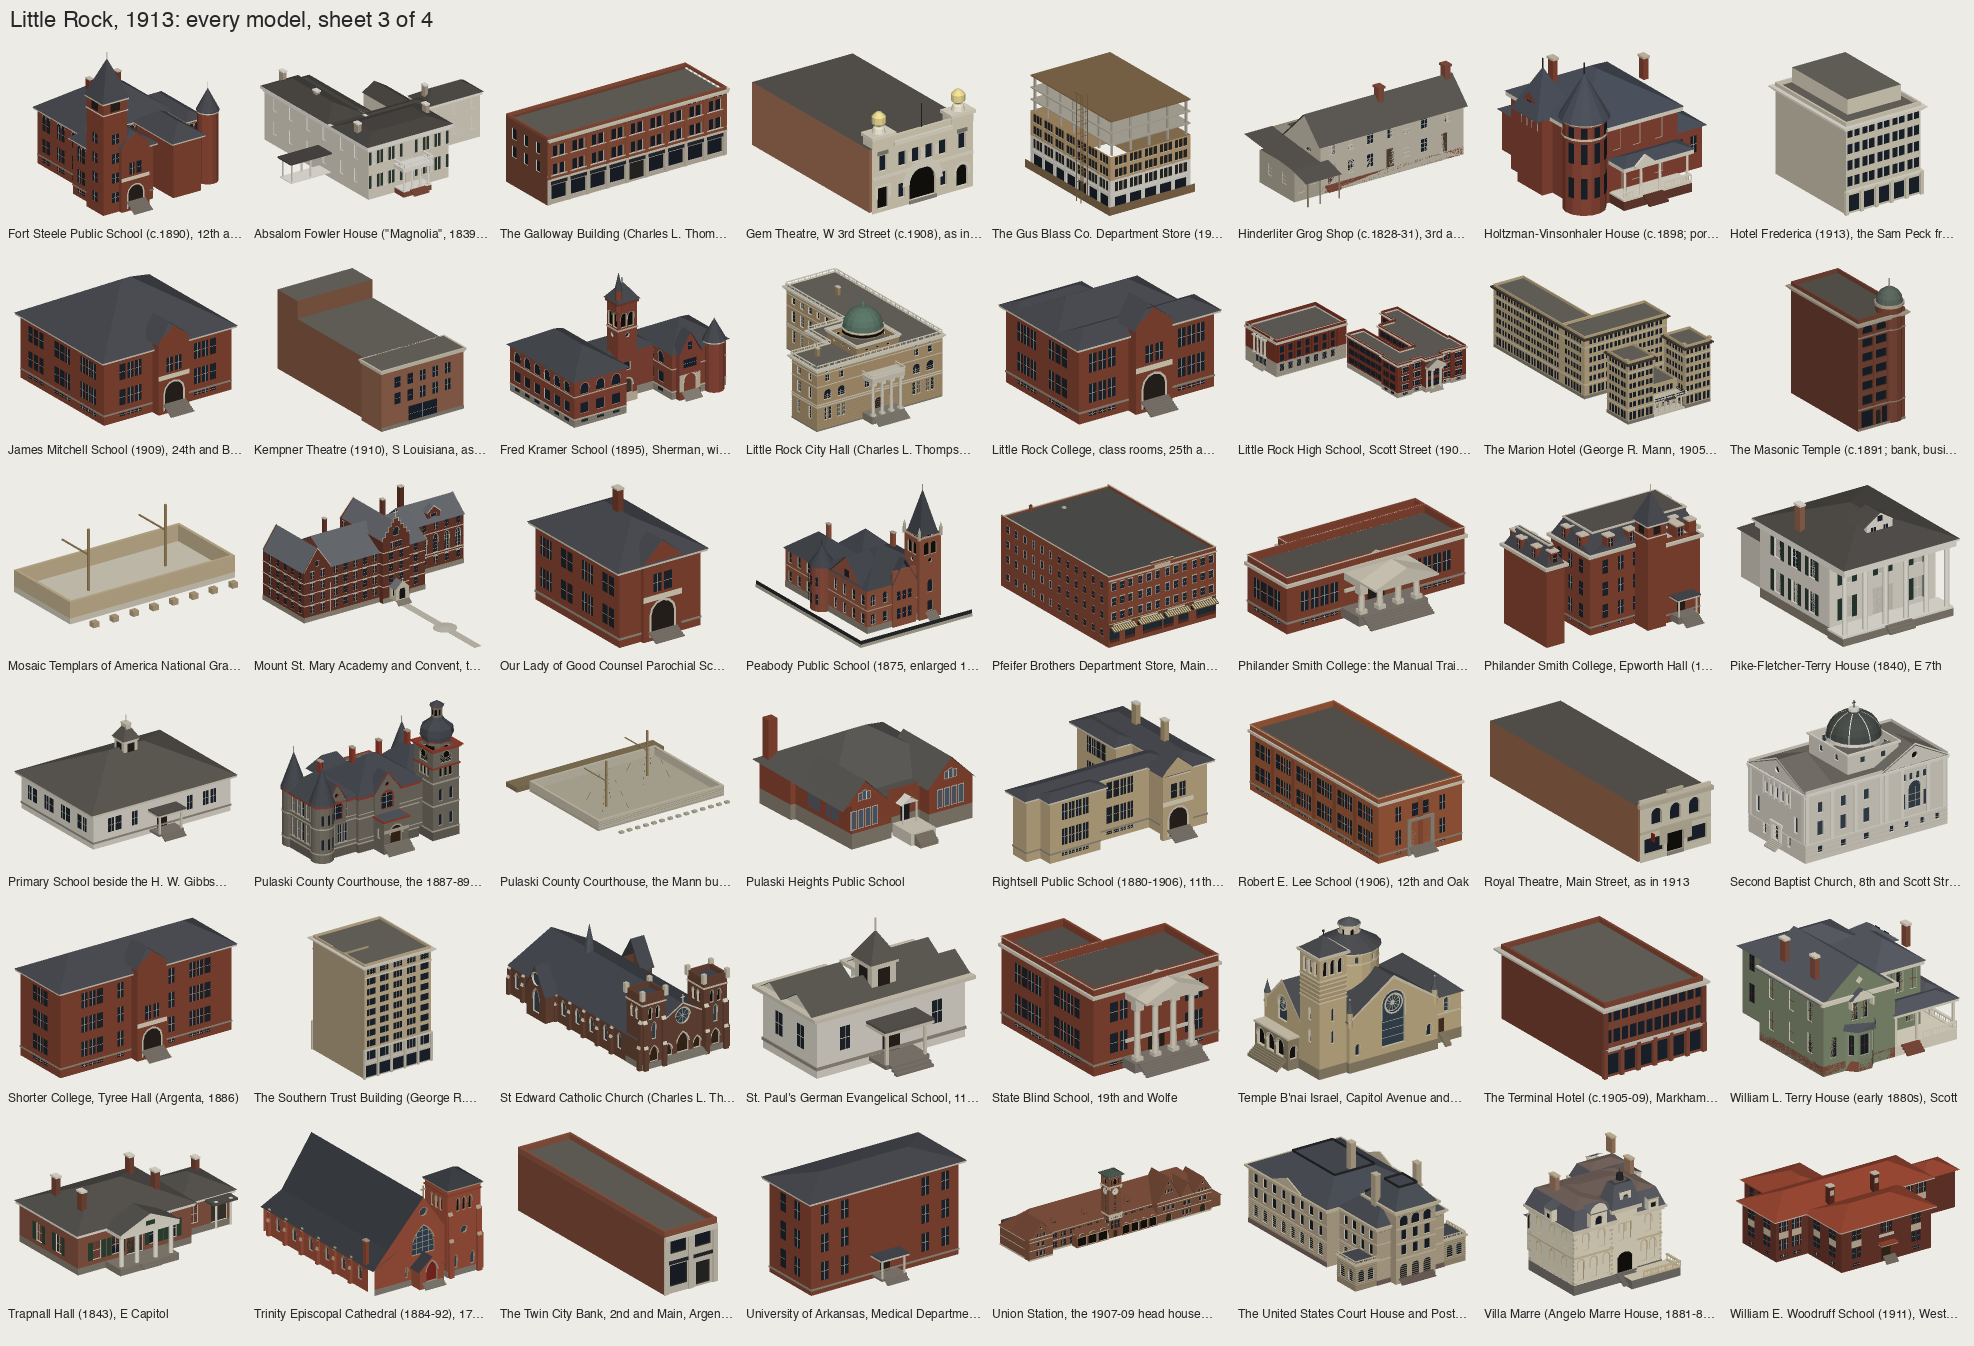 Little Rock, 1913: every model, sheet 3 of 4
Fort Steele Public School (c.1890), 12th a...
Absalom Fowler House ("Magnolia", 1839...
The Galloway Building (Charles L. Thom...
Gem Theatre, W 3rd Street (c.1908), as in...
The Gus Blass Co. Department Store (19...
Hinderliter Grog Shop (c.1828-31), 3rd a...
Holtzman-Vinsonhaler House (c.1898; por...
Hotel Frederica (1913), the Sam Peck fr...
James Mitchell School (1909), 24th and B...
Kempner Theatre (1910), S Louisiana, as...
Fred Kramer School (1895), Sherman, wi...
Little Rock City Hall (Charles L. Thomps...
Little Rock College, class rooms, 25th a...
Little Rock High School, Scott Street (190...
The Marion Hotel (George R. Mann, 1905...
The Masonic Temple (c.1891; bank, busi...
Mosaic Templars of America National Gra...
Mount St. Mary Academy and Convent, t...
Our Lady of Good Counsel Parochial Sc...
Peabody Public School (1875, enlarged 1...
Pfeifer Brothers Department Store, Main...
Philander Smith College: the Manual Trai...
Philander Smith College, Epworth Hall (1...
Pike-Fletcher-Terry House (1840), E 7th
Primary School beside the H. W. Gibbs...
Pulaski County Courthouse, the 1887-89...
Pulaski County Courthouse, the Mann bu...
Pulaski Heights Public School
Rightsell Public School (1880-1906), 11th...
Robert E. Lee School (1906), 12th and Oak
Royal Theatre, Main Street, as in 1913
Second Baptist Church, 8th and Scott Str...
Shorter College, Tyree Hall (Argenta, 1886)
The Southern Trust Building (George R....
St Edward Catholic Church (Charles L. Th...
St. Paul's German Evangelical School, 11...
State Blind School, 19th and Wolfe
Temple B'nai Israel, Capitol Avenue and...
The Terminal Hotel (c.1905-09), Markham...
William L. Terry House (early 1880s), Scott
Trapnall Hall (1843), E Capitol
Trinity Episcopal Cathedral (1884-92), 17...
The Twin City Bank, 2nd and Main, Argen...
University of Arkansas, Medical Departme...
Union Station, the 1907-09 head house...
The United States Court House and Post...
Villa Marre (Angelo Marre House, 1881-8...
William E. Woodruff School (1911), West...